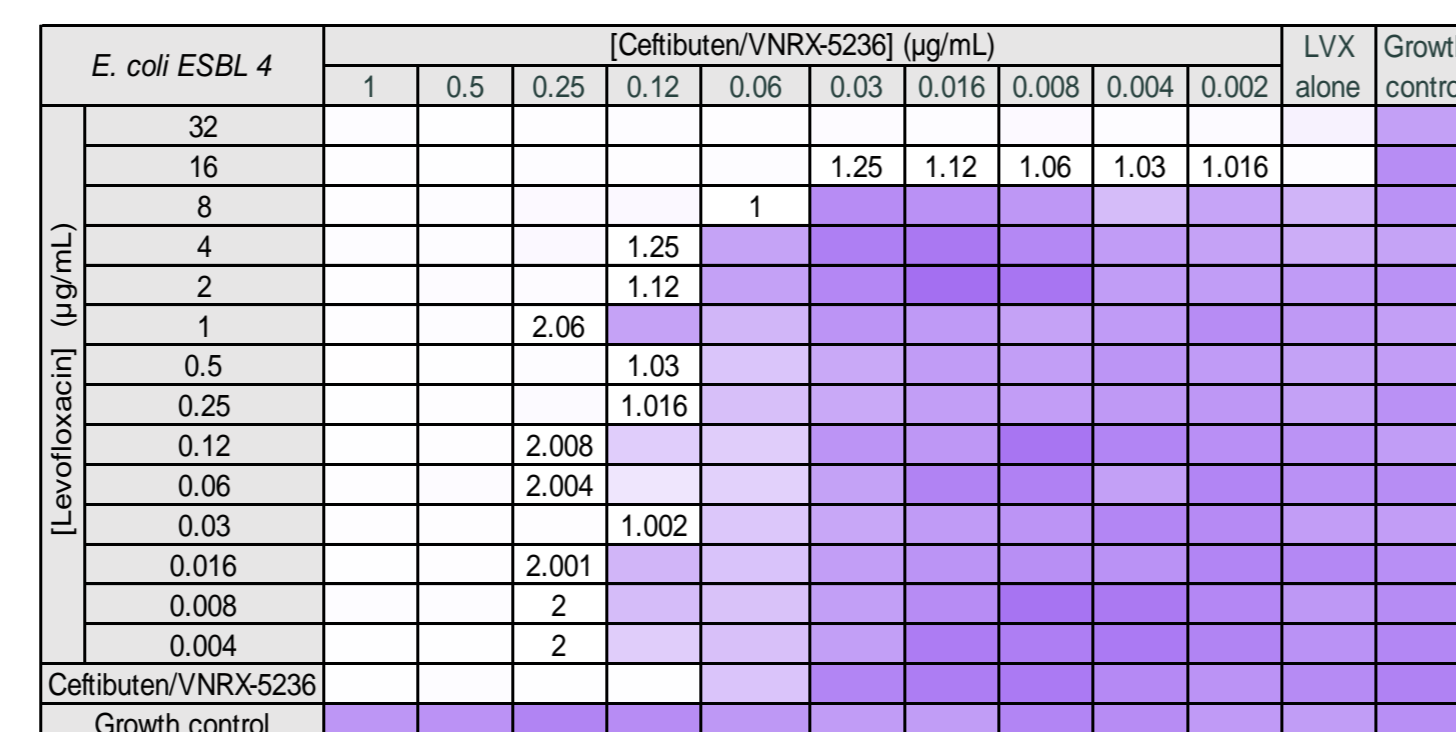 E. coli ESBL 4 [Ceftibuten/VNRX-5236] (µg/mL) LVX alone Growth contro
1 0.5 0.25 0.12 0.06 0.03 0.016 0.008 0.004 0.002
[Levofloxacin] (µg/mL)
32
16 1.25 1.12 1.06 1.03 1.016
8 1
4 1.25
2 1.12
1 2.06
0.5 1.03
0.25 1.016
0.12 2.008
0.06 2.004
0.03 1.002
0.016 2.001
0.008 2
0.004 2
Ceftibuten/VNRX-5236
Growth control